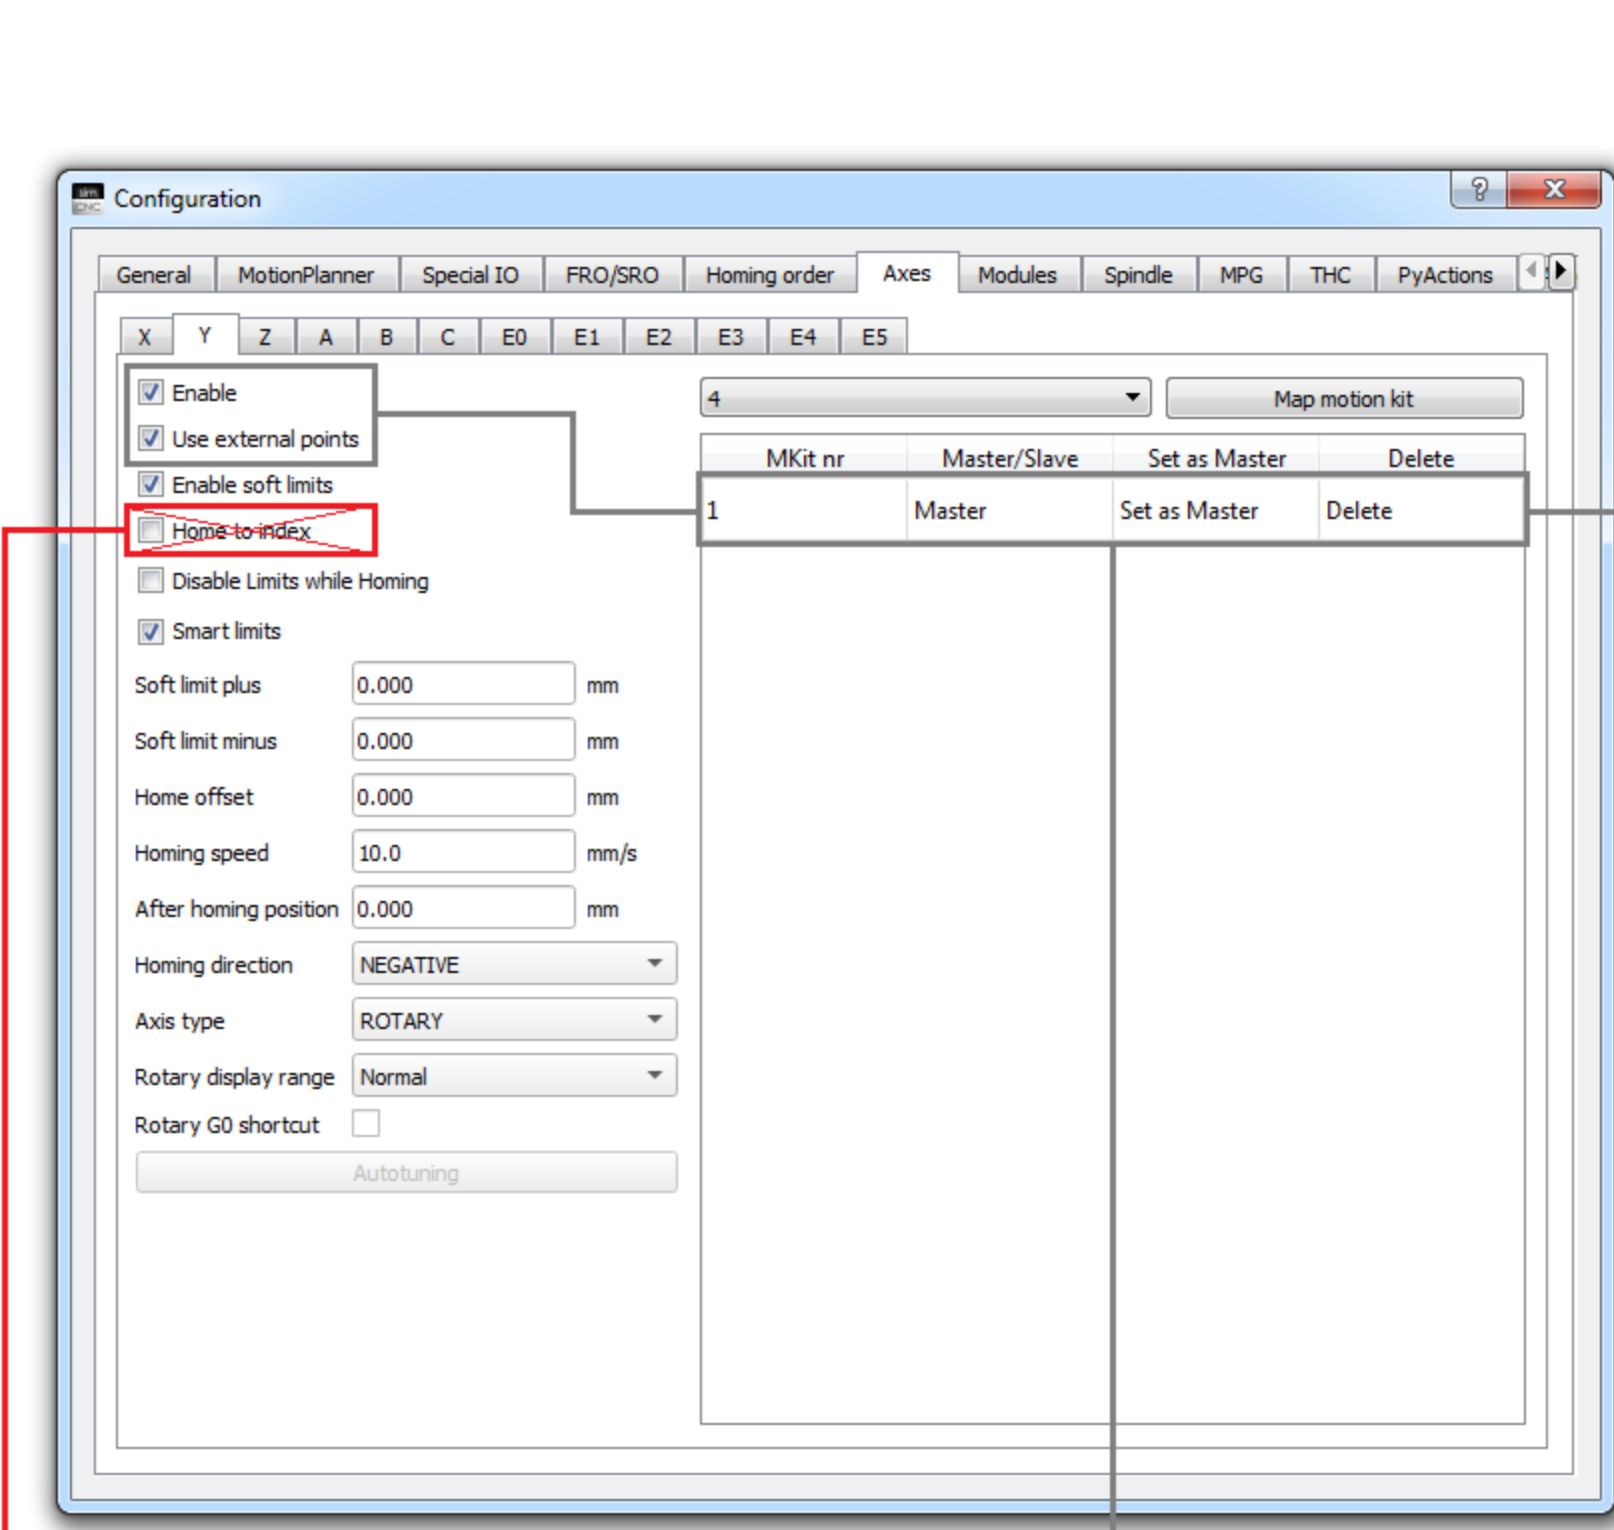 Configuration
General MotionPlanner Special IO FRO/SRO Homing order Axes Modules Spindle MPG THC PyActions
X Y Z A B C E0 E1 E2 E3 E4 E5
Enable
4 Map motion kit
Use external points
MKit nr Master/Slave Set as Master Delete
Enable soft limits
1 Master Set as Master Delete
Home to index
Disable Limits while Homing
Smart limits
Soft limit plus 0.000 mm
Soft limit minus 0.000 mm
Home offset 0.000 mm
Homing speed 10.0 mm/s
After homing position 0.000 mm
Homing direction NEGATIVE
Axis type ROTARY
Rotary display range Normal
Rotary G0 shortcut
Autotuning